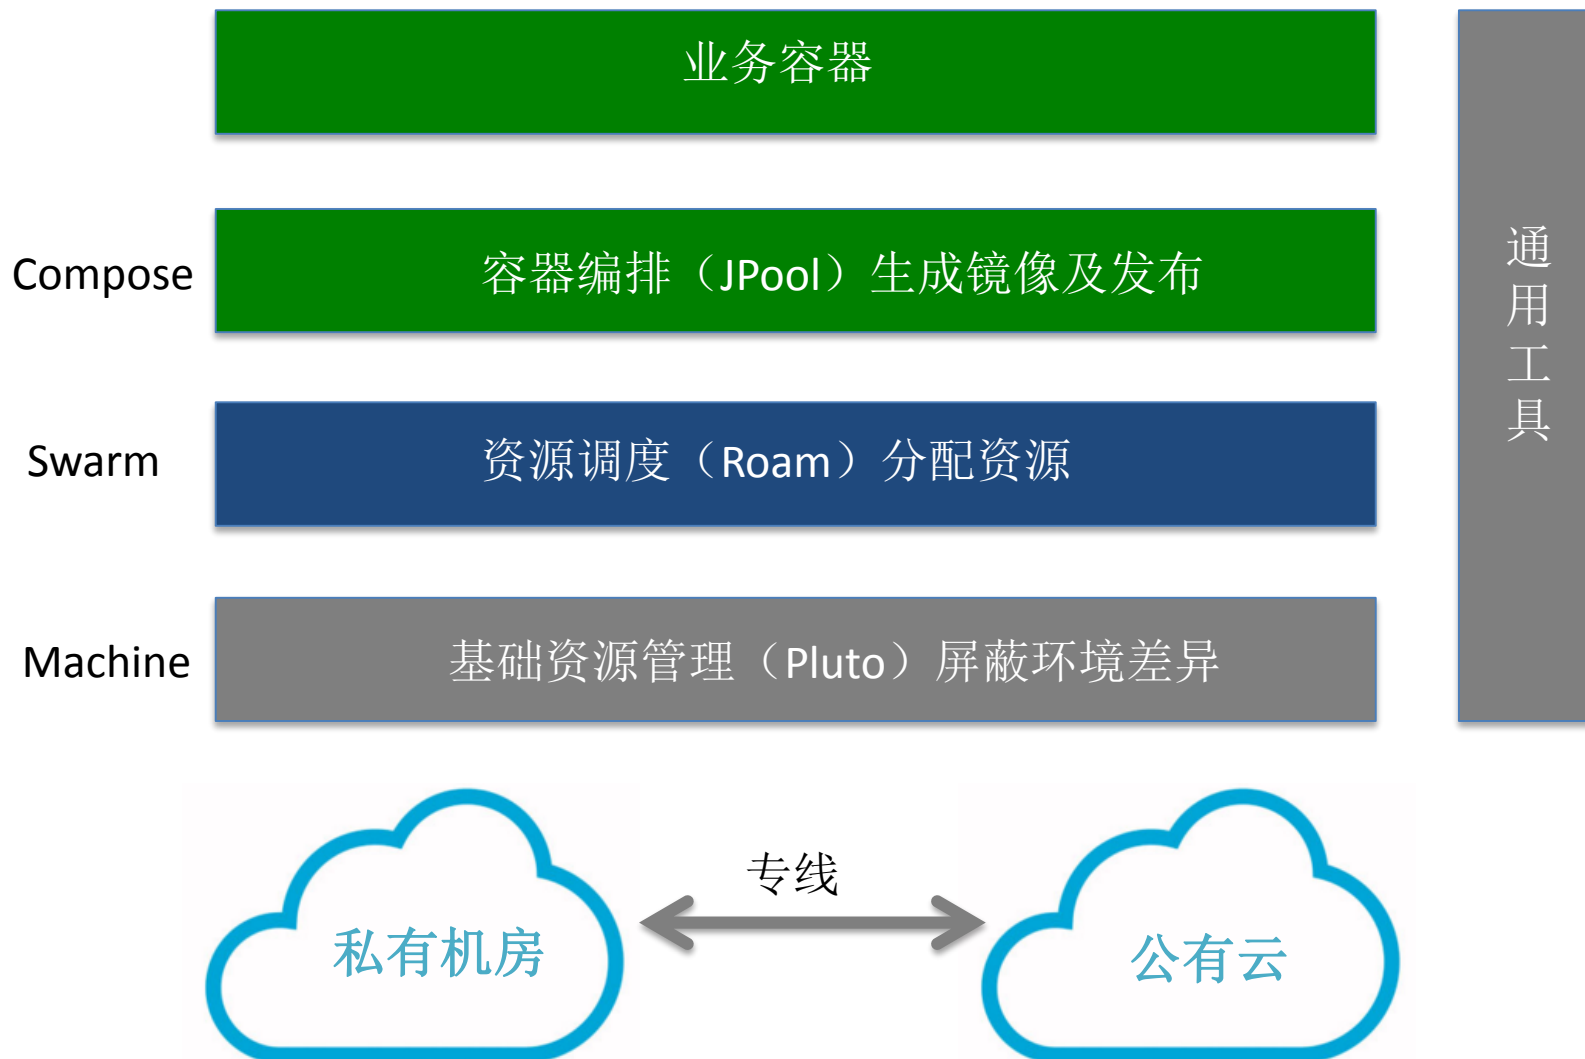 业务容器
Compose
容器编排（JPool）生成镜像及发布
Swarm
资源调度（Roam）分配资源
Machine
基础资源管理（Pluto）屏蔽环境差异
通用工具
专线
私有机房
公有云